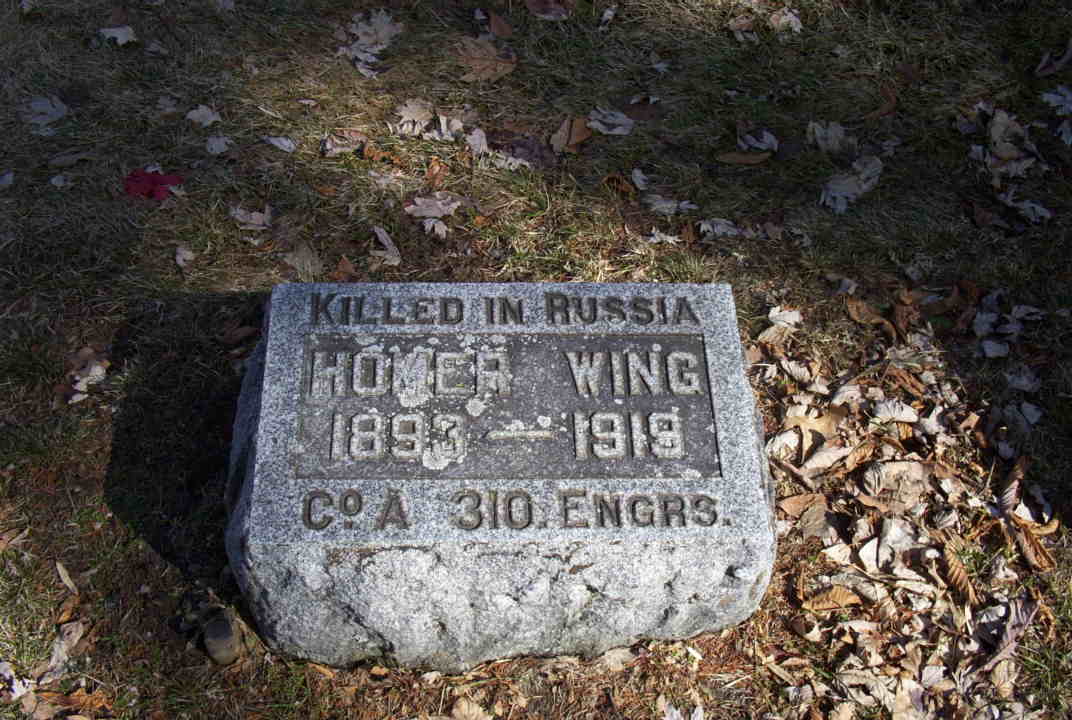 KILLED IN RUSSIA
HOMER WING
1893 — 1919
Co A 310. ENGRS.